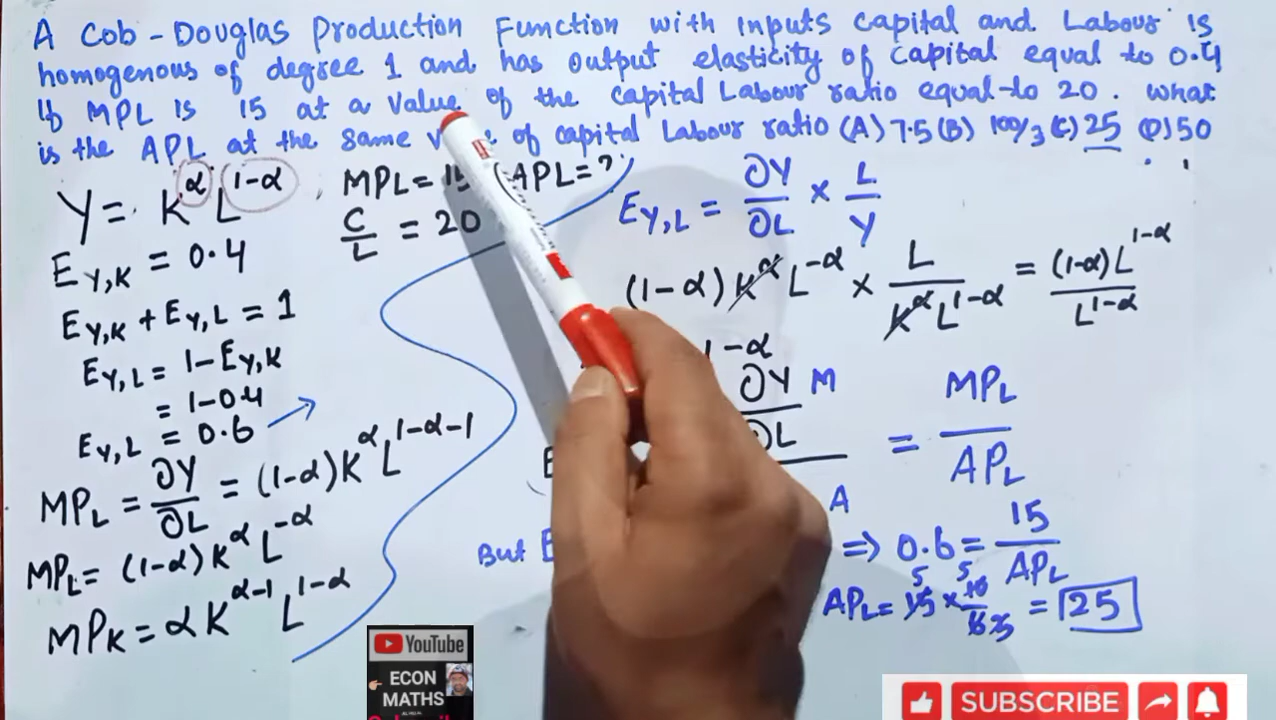 A Cob-Douglas Production Function with inputs capital and Labour is
homogenous of degree 1 and has output elasticity of capital equal to 0.4
If MPL is 15 at a value of the capital Labour ratio equal to 20. what
is the APL at the same of capital Labour ratio (A) 7.5 (B) 100/3 (C) 25 (D) 50
Y = K^α L^(1-α) , MPL = 15 (APL = ?
C/L = 20
E_Y,K = 0.4
E_Y,K + E_Y,L = 1
E_Y,L = 1 - E_Y,K
= 1 - 0.4
E_Y,L = 0.6
MP_L = ∂Y/∂L = (1-α) K^α L^(1-α-1)
MP_L = (1-α) K^α L^(-α)
MP_K = α K^(α-1) L^(1-α)
E_Y,L = ∂Y/∂L × L/Y
(1-α) K^α L^(-α) × L/(K^α L^(1-α)) = (1-α) L^(1-α)/L^(1-α)
1-α
∂Y M = MP_L/AP_L
A
But ⇒ 0.6 = 15/AP_L
AP_L = 15 × 10/6 = 25
YouTube
ECON
MATHS
SUBSCRIBE